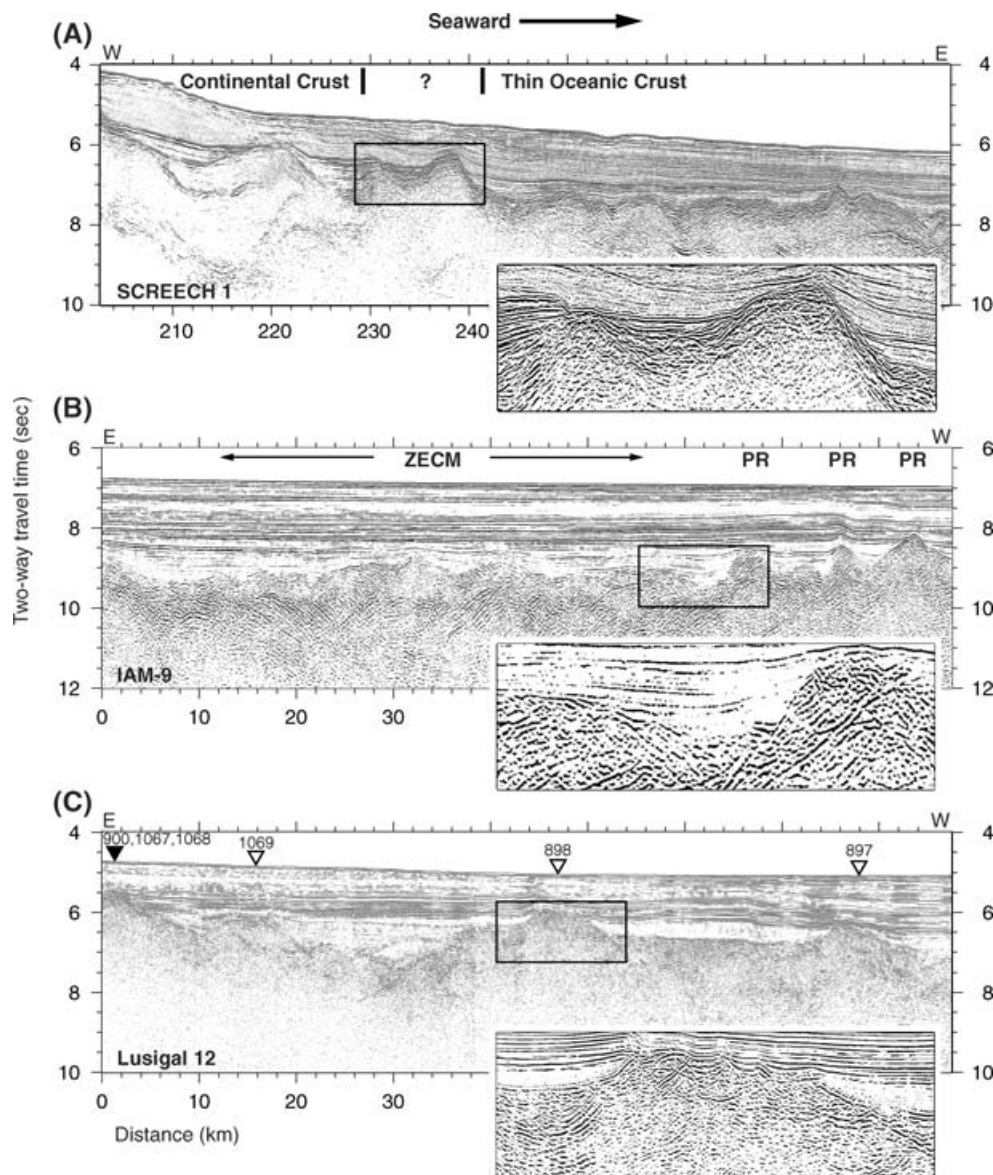 Seaward
(A)
W E
4 4
Continental Crust ? Thin Oceanic Crust
6 6
8 8
10 10
SCREECH 1
210 220 230 240
Two-way travel time (sec)
(B)
E W
6 6
ZECM PR PR PR
8 8
10 10
12 12
IAM-9
0 10 20 30
(C)
E W
4 4
900,1067,1068 1069 898 897
6 6
8 8
10 10
Lusigal 12
0 10 20 30
Distance (km)